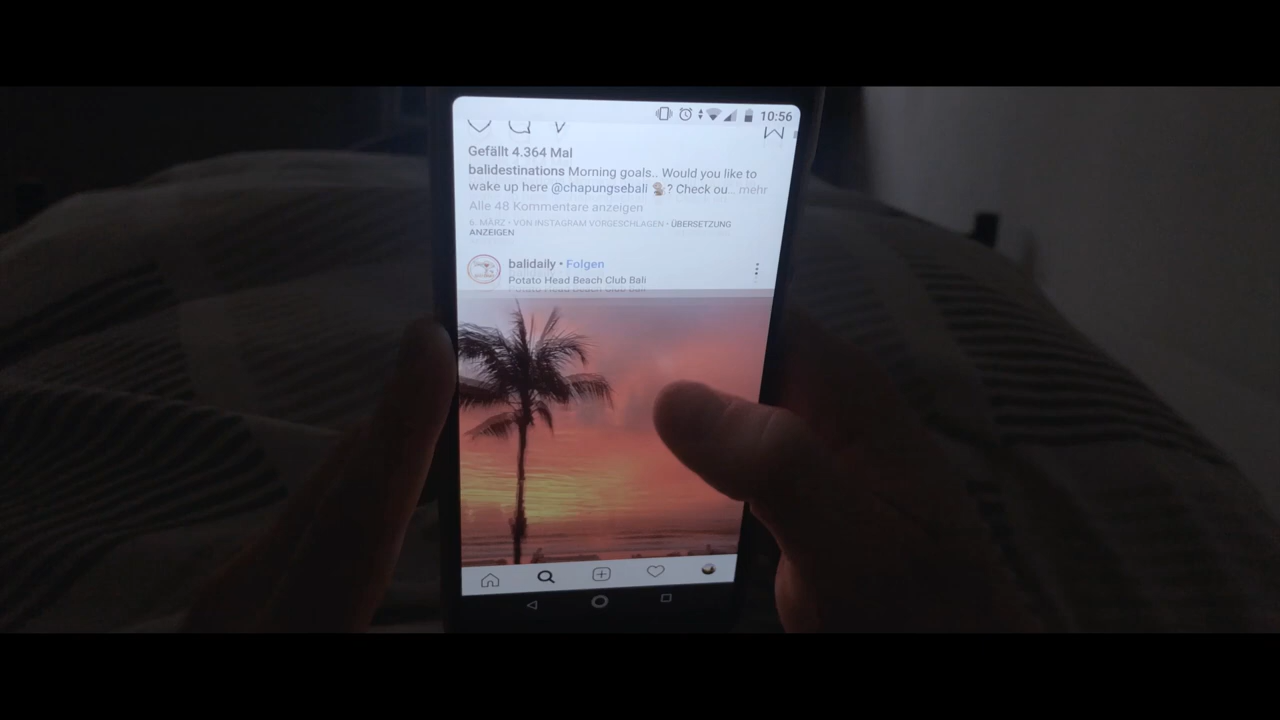 10:56
Gefällt 4.364 Mal
balidestinations Morning goals.. Would you like to
wake up here @chapungsebali 🙊? Check ou... mehr
Alle 48 Kommentare anzeigen
6. MÄRZ • VON INSTAGRAM VORGESCHLAGEN • ÜBERSETZUNG
ANZEIGEN
balidaily • Folgen
Potato Head Beach Club Bali